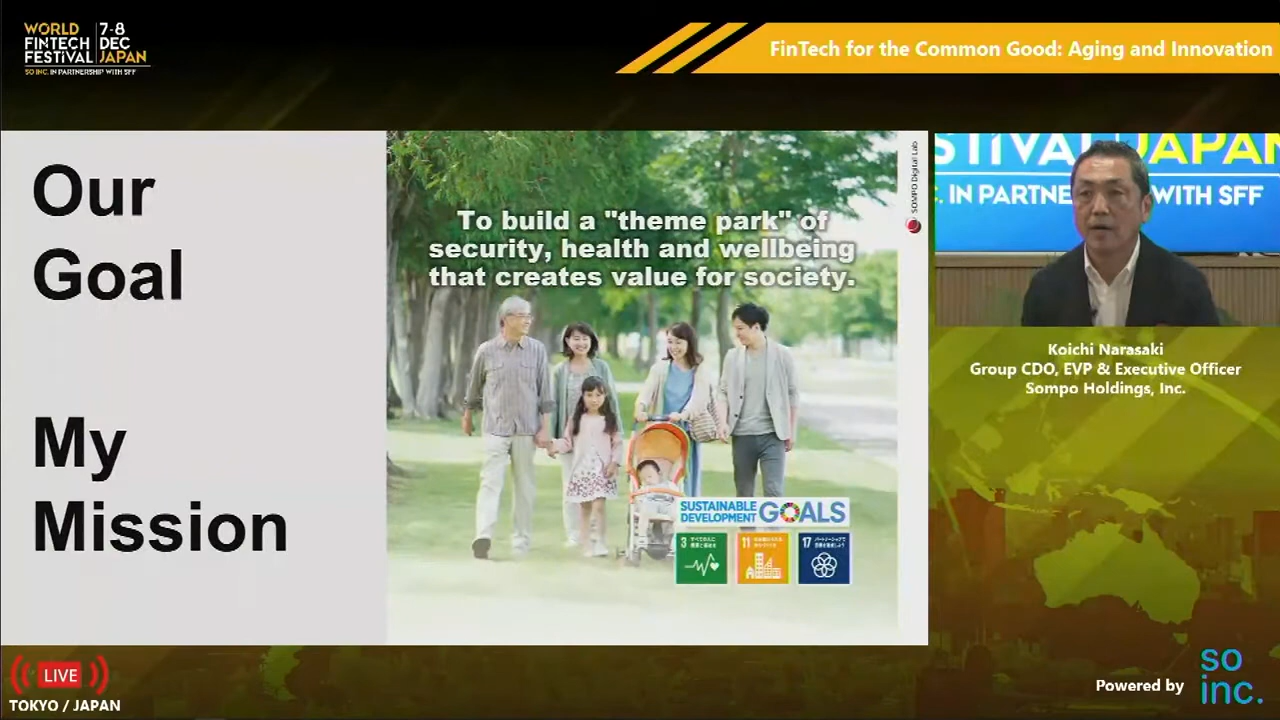 WORLD
FINTECH
FESTIVAL
7-8
DEC
JAPAN
SO INC. IN PARTNERSHIP WITH SFF
FinTech for the Common Good: Aging and Innovation
Our
Goal
My
Mission
To build a "theme park" of
security, health and wellbeing
that creates value for society.
SOMPO Digital Lab
SUSTAINABLE
DEVELOPMENT
GOALS
3
11
17
STIVAL JAPAN
. IN PARTNE WITH SFF
Koichi Narasaki
Group CDO, EVP & Executive Officer
Sompo Holdings, Inc.
LIVE
TOKYO / JAPAN
Powered by
so
inc.